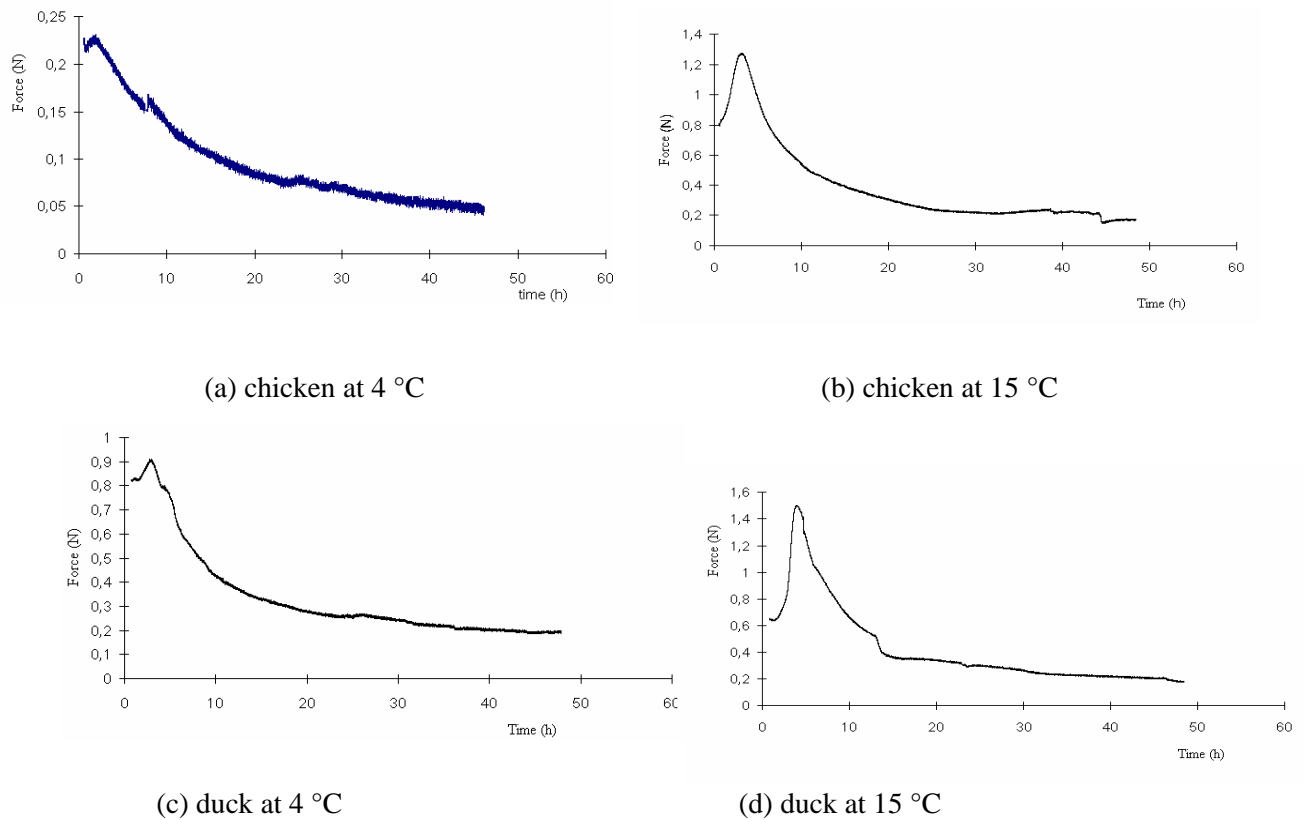 0,25
0,2
0,15
0,1
0,05
0
Force (N)
0 10 20 30 40 50 60
time (h)
1,4
1,2
1
0,8
0,6
0,4
0,2
0
Force (N)
0 10 20 30 40 50 60
Time (h)
(a) chicken at 4 °C
(b) chicken at 15 °C
1
0,9
0,8
0,7
0,6
0,5
0,4
0,3
0,2
0,1
0
Force (N)
0 10 20 30 40 50 60
Time (h)
1,6
1,4
1,2
1
0,8
0,6
0,4
0,2
0
Force (N)
0 10 20 30 40 50 60
Time (h)
(c) duck at 4 °C
(d) duck at 15 °C